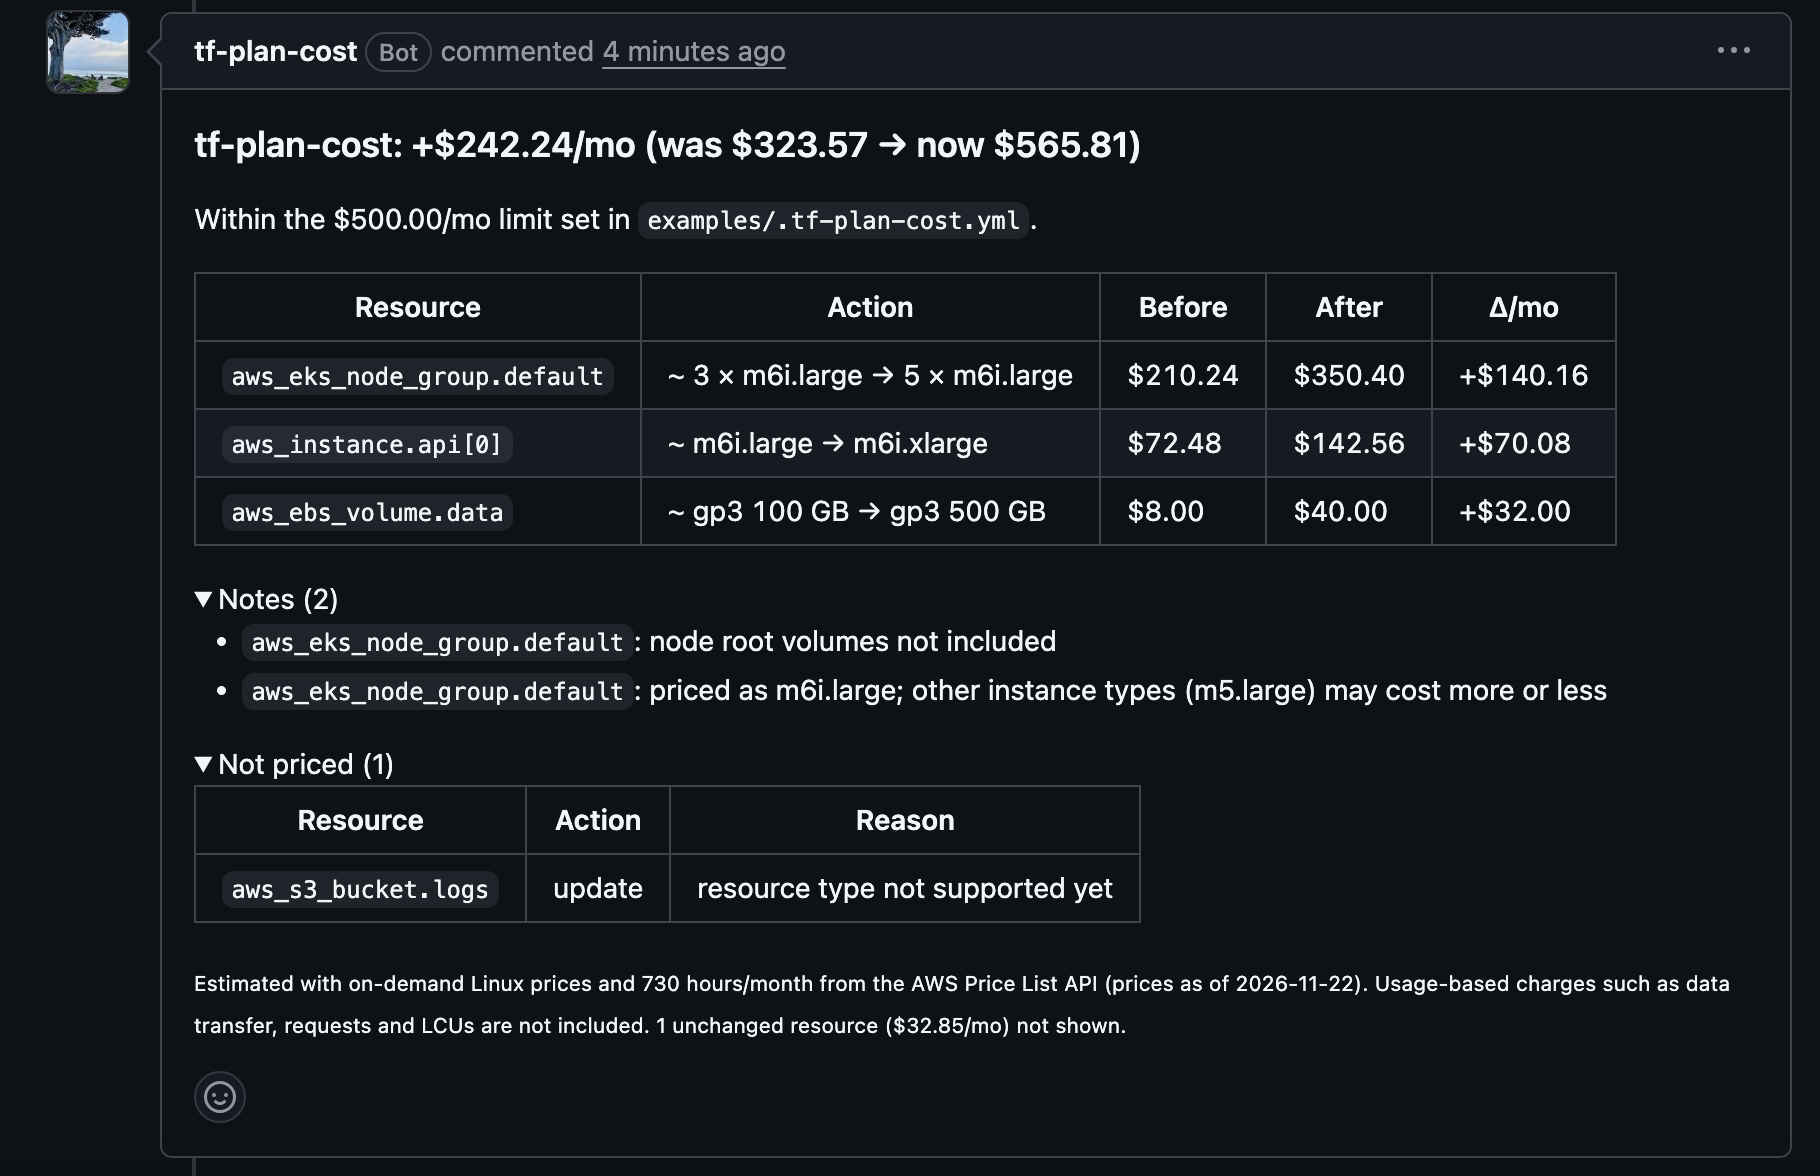 tf-plan-cost Bot commented 4 minutes ago
tf-plan-cost: +$242.24/mo (was $323.57 → now $565.81)
Within the $500.00/mo limit set in examples/.tf-plan-cost.yml.
Resource Action Before After Δ/mo
aws_eks_node_group.default ~ 3 × m6i.large → 5 × m6i.large $210.24 $350.40 +$140.16
aws_instance.api[0] ~ m6i.large → m6i.xlarge $72.48 $142.56 +$70.08
aws_ebs_volume.data ~ gp3 100 GB → gp3 500 GB $8.00 $40.00 +$32.00
▼ Notes (2)
• aws_eks_node_group.default: node root volumes not included
• aws_eks_node_group.default: priced as m6i.large; other instance types (m5.large) may cost more or less
▼ Not priced (1)
Resource Action Reason
aws_s3_bucket.logs update resource type not supported yet
Estimated with on-demand Linux prices and 730 hours/month from the AWS Price List API (prices as of 2026-11-22). Usage-based charges such as data
transfer, requests and LCUs are not included. 1 unchanged resource ($32.85/mo) not shown.